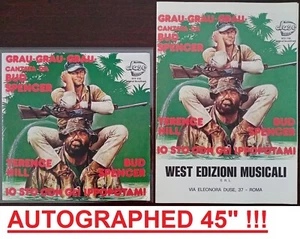 GRAU-GRAU-GRAU
CANTATA DA
BUD
SPENCER
TERENCE
HILL
BUD
SPENCER
IO STO CON GLI IPPOPOTAMI
GRAU-GRAU-GRAU
CANTATA DA
BUD
SPENCER
TERENCE
HILL
BUD
SPENCER
IO STO CON GLI IPPOPOTAMI
WEST EDIZIONI MUSICALI
VIA ELEONORA DUSE, 37 - ROMA
AUTOGRAPHED 45" !!!